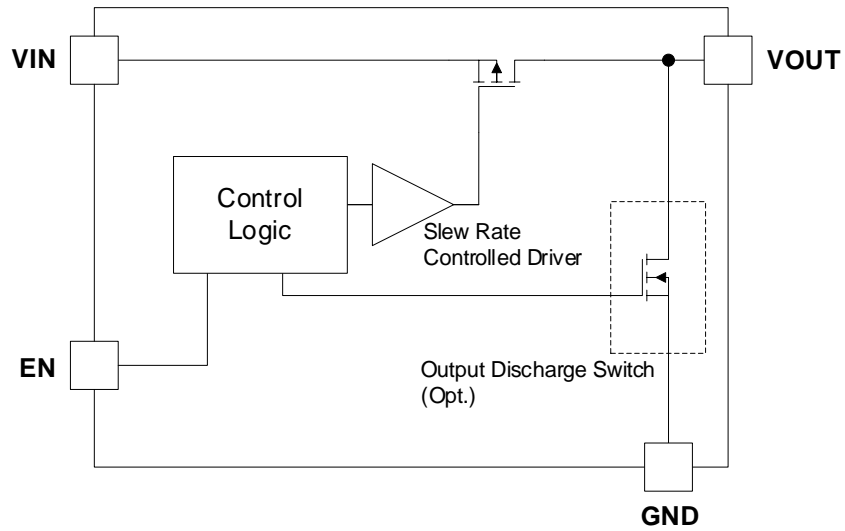 VIN
VOUT
Control
Logic
Slew Rate
Controlled Driver
EN
Output Discharge Switch
(Opt.)
GND